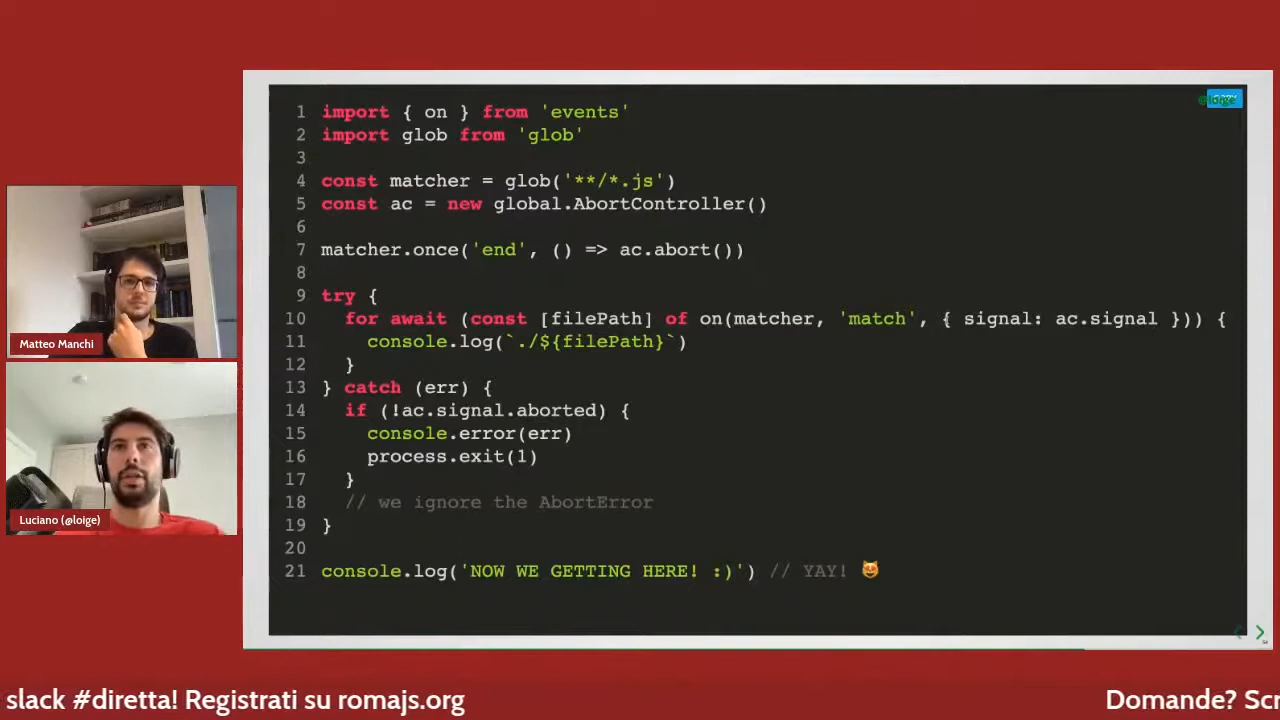 @loige
1 import { on } from 'events'
2 import glob from 'glob'
3
4 const matcher = glob('**/*.js')
5 const ac = new global.AbortController()
6
7 matcher.once('end', () => ac.abort())
8
9 try {
10 for await (const [filePath] of on(matcher, 'match', { signal: ac.signal })) {
11 console.log(`./${filePath}`)
12 }
13 } catch (err) {
14 if (!ac.signal.aborted) {
15 console.error(err)
16 process.exit(1)
17 }
18 // we ignore the AbortError
19 }
20
21 console.log('NOW WE GETTING HERE! :)') // YAY! 😻
Matteo Manchi
Luciano (@loige)
slack #diretta! Registrati su romajs.org
Domande? Scr